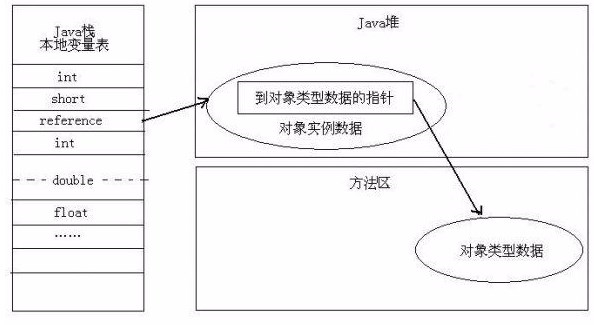 Java栈
本地变量表
int
short
reference
int
double
float
……
Java堆
到对象类型数据的指针
对象实例数据
方法区
对象类型数据